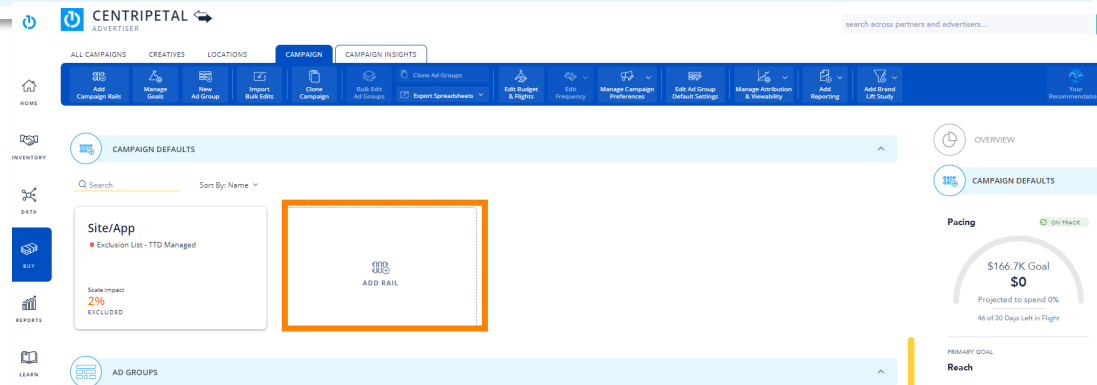 CENTRIPETAL
ADVERTISER
search across partners and advertisers...
ALL CAMPAIGNS
CREATIVES
LOCATIONS
CAMPAIGN
CAMPAIGN INSIGHTS
HOME
INVENTORY
DATA
BUY
REPORTS
LEARN
Add
Campaign Rails
Manage
Goals
New
Ad Group
Import
Bulk Edits
Clone
Campaign
Bulk Edit
Ad Groups
Clone Ad Groups
Export Spreadsheets
Edit Budget
& Flights
Edit
Frequency
Manage Campaign
Preferences
Edit Ad Group
Default Settings
Manage Attribution
& Viewability
Add
Reporting
Add Brand
Lift Study
Your
Recommendation
CAMPAIGN DEFAULTS
Search
Sort By: Name
Site/App
Exclusion List - TTD Managed
Scale Impact
2%
EXCLUDED
ADD RAIL
AD GROUPS
OVERVIEW
CAMPAIGN DEFAULTS
Pacing
ON TRACK
$166.7K Goal
$0
Projected to spend 0%
46 of 30 Days Left in Flight
PRIMARY GOAL
Reach